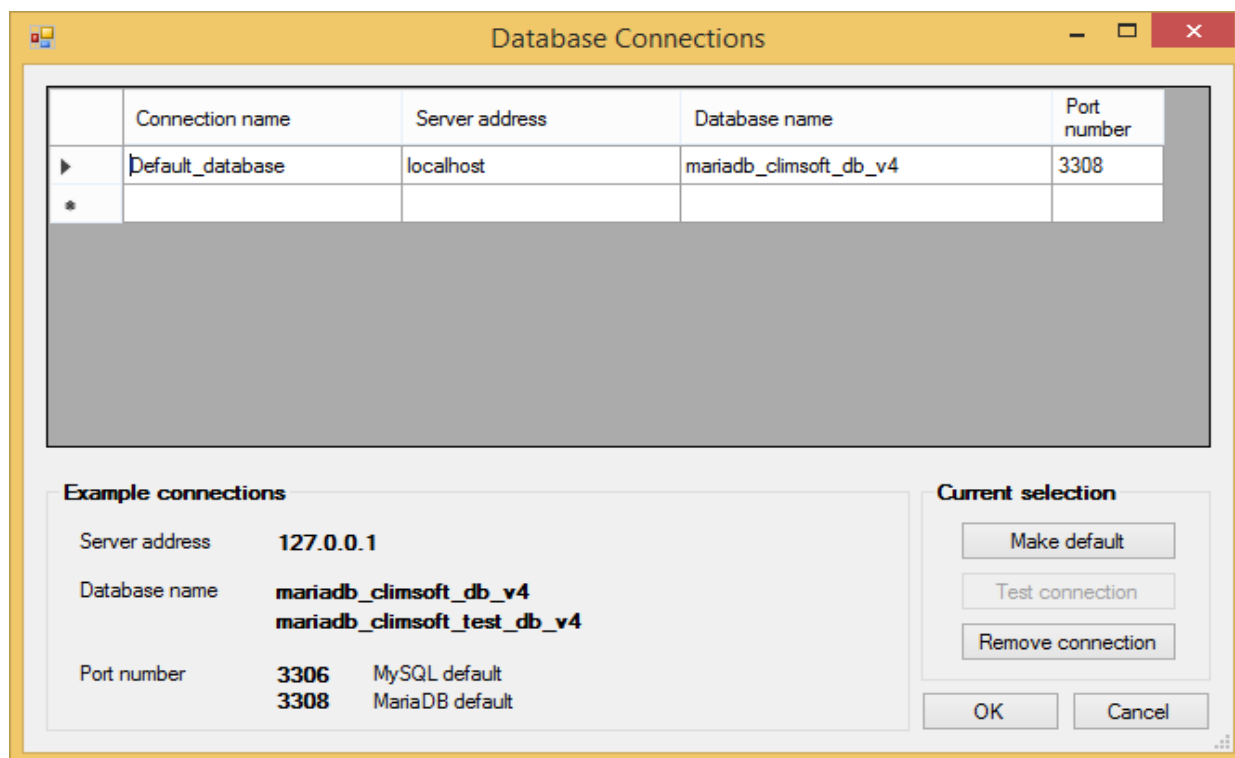 Database Connections
Connection name Server address Database name Port number
Default_database localhost mariadb_climsoft_db_v4 3308
Example connections
Server address 127.0.0.1
Database name mariadb_climsoft_db_v4
mariadb_climsoft_test_db_v4
Port number 3306 MySQL default
3308 MariaDB default
Current selection
Make default
Test connection
Remove connection
OK Cancel